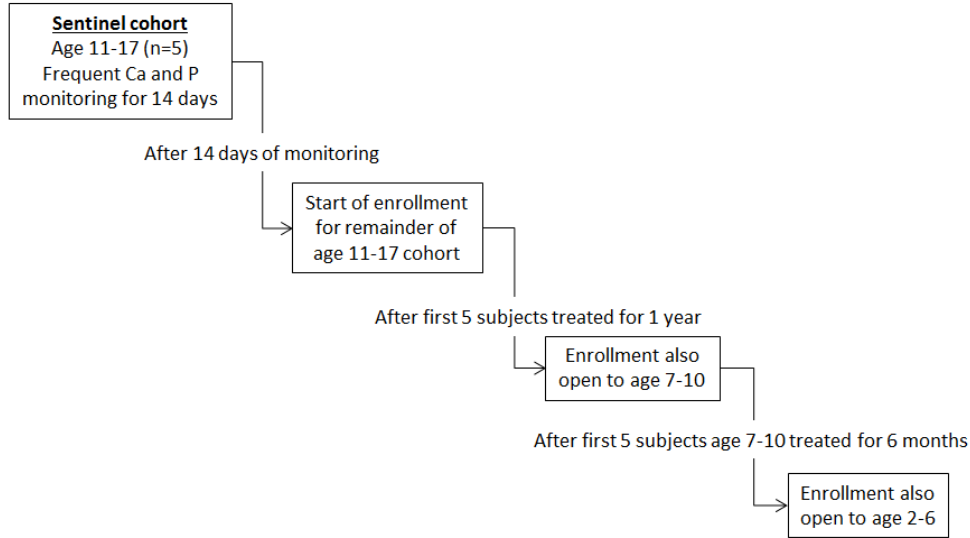 Sentinel cohort
Age 11-17 (n=5)
Frequent Ca and P
monitoring for 14 days
After 14 days of monitoring
Start of enrollment
for remainder of
age 11-17 cohort
After first 5 subjects treated for 1 year
Enrollment also
open to age 7-10
After first 5 subjects age 7-10 treated for 6 months
Enrollment also
open to age 2-6